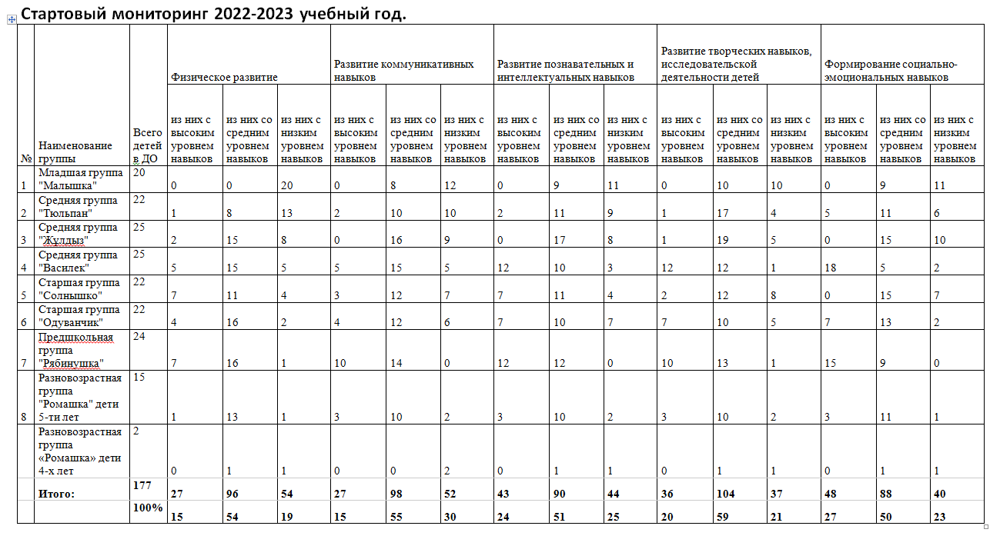 Стартовый мониторинг 2022-2023 учебный год.
№ Наименование группы Всего детей в ДО Физическое развитие Развитие коммуникативных навыков Развитие познавательных и интеллектуальных навыков Развитие творческих навыков, исследовательской деятельности детей Формирование социально-эмоциональных навыков
из них с высоким уровнем навыков из них со средним уровнем навыков из них с низким уровнем навыков из них с высоким уровнем навыков из них со средним уровнем навыков из них с низким уровнем навыков из них с высоким уровнем навыков из них со средним уровнем навыков из них с низким уровнем навыков из них с высоким уровнем навыков из них со средним уровнем навыков из них с низким уровнем навыков из них с высоким уровнем навыков из них со средним уровнем навыков из них с низким уровнем навыков
1 Младшая группа "Малышка" 20 0 0 20 0 8 12 0 9 11 0 10 10 0 9 11
2 Средняя группа "Тюльпан" 22 1 8 13 2 10 10 2 11 9 1 17 4 5 11 6
3 Средняя группа "Жұлдыз" 25 2 15 8 0 16 9 0 17 8 1 19 5 0 15 10
4 Средняя группа "Василек" 25 5 15 5 5 15 5 12 10 3 12 12 1 18 5 2
5 Старшая группа "Солнышко" 22 7 11 4 3 12 7 7 11 4 2 12 8 0 15 7
6 Старшая группа "Одуванчик" 22 4 16 2 4 12 6 7 10 7 7 10 5 7 13 2
7 Предшкольная группа "Рябинушка" 24 7 16 1 10 14 0 12 12 0 10 13 1 15 9 0
8 Разновозрастная группа "Ромашка" дети 5-ти лет 15 1 13 1 3 10 2 3 10 2 3 10 2 3 11 1
Разновозрастная группа «Ромашка» дети 4-х лет 2 0 1 1 0 0 2 0 1 1 0 1 1 0 1 1
Итого: 177 27 96 54 27 98 52 43 90 44 36 104 37 48 88 40
100% 15 54 19 15 55 30 24 51 25 20 59 21 27 50 23